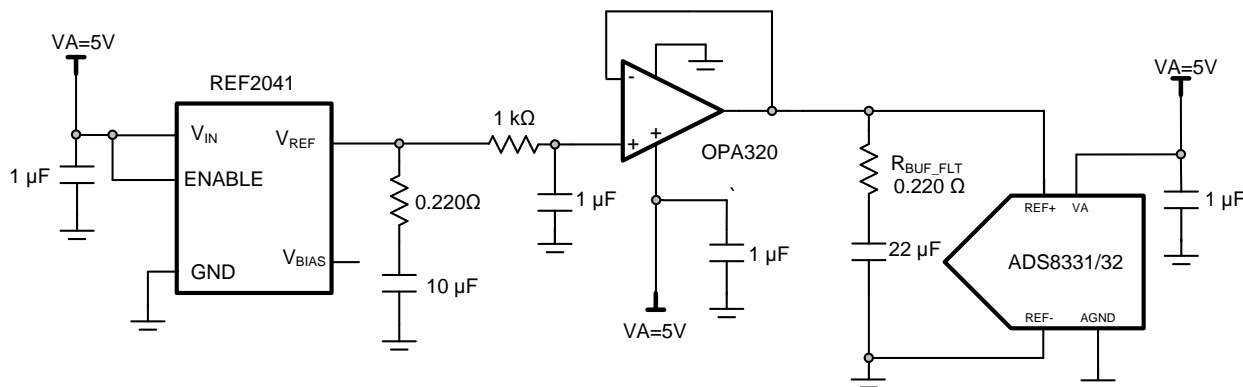 VA=5V
REF2041
VIN
VREF
ENABLE
GND
VBIAS
1 µF
0.220Ω
10 µF
1 kΩ
1 µF
-
+
+
OPA320
`
1 µF
VA=5V
RBUF_FLT
0.220 Ω
22 µF
VA=5V
REF+
VA
1 µF
ADS8331/32
REF-
AGND